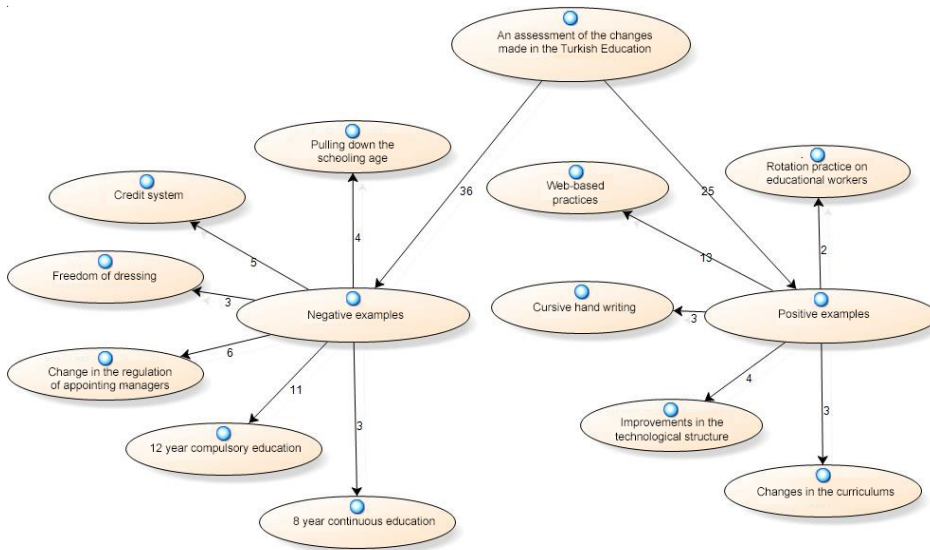 An assessment of the changes
made in the Turkish Education
36
25
Pulling down the
schooling age
Credit system
Freedom of dressing
Change in the regulation
of appointing managers
12 year compulsory education
8 year continuous education
Negative examples
4
5
3
6
11
3
Web-based
practices
Rotation practice on
educational workers
Cursive hand writing
Positive examples
Improvements in the
technological structure
Changes in the curriculums
13
2
3
4
3